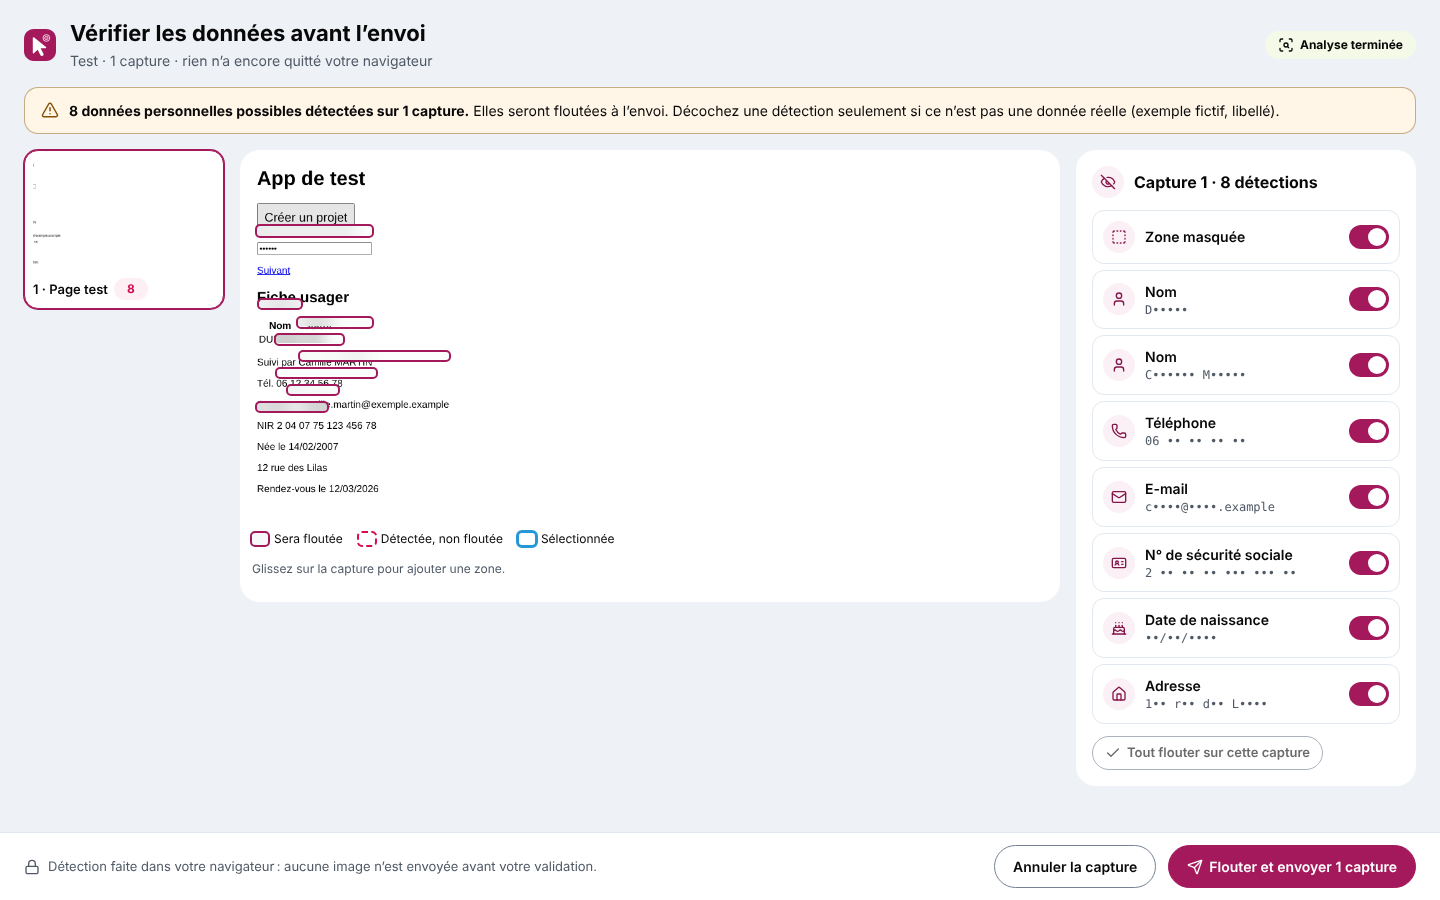 Vérifier les données avant l’envoi
Test · 1 capture · rien n’a encore quitté votre navigateur
Analyse terminée
8 données personnelles possibles détectées sur 1 capture. Elles seront floutées à l’envoi. Décochez une détection seulement si ce n’est pas une donnée réelle (exemple fictif, libellé).
1 · Page test 8
App de test
Créer un projet
••••••
Suivant
Fiche usager
Nom
DU
Suivi par Camille MARTIN
Tél. 06 12 34 56 78
.martin@exemple.example
NIR 2 04 07 75 123 456 78
Née le 14/02/2007
12 rue des Lilas
Rendez-vous le 12/03/2026
Sera floutée
Détectée, non floutée
Sélectionnée
Glissez sur la capture pour ajouter une zone.
Capture 1 · 8 détections
Zone masquée
Nom
D•••••
Nom
C•••••• M•••••
Téléphone
06 •• •• •• ••
E-mail
c••••@••••.example
N° de sécurité sociale
2 •• •• •• ••• ••• ••
Date de naissance
••/••/••••
Adresse
1•• r•• d•• L••••
Tout flouter sur cette capture
Détection faite dans votre navigateur : aucune image n’est envoyée avant votre validation.
Annuler la capture
Flouter et envoyer 1 capture